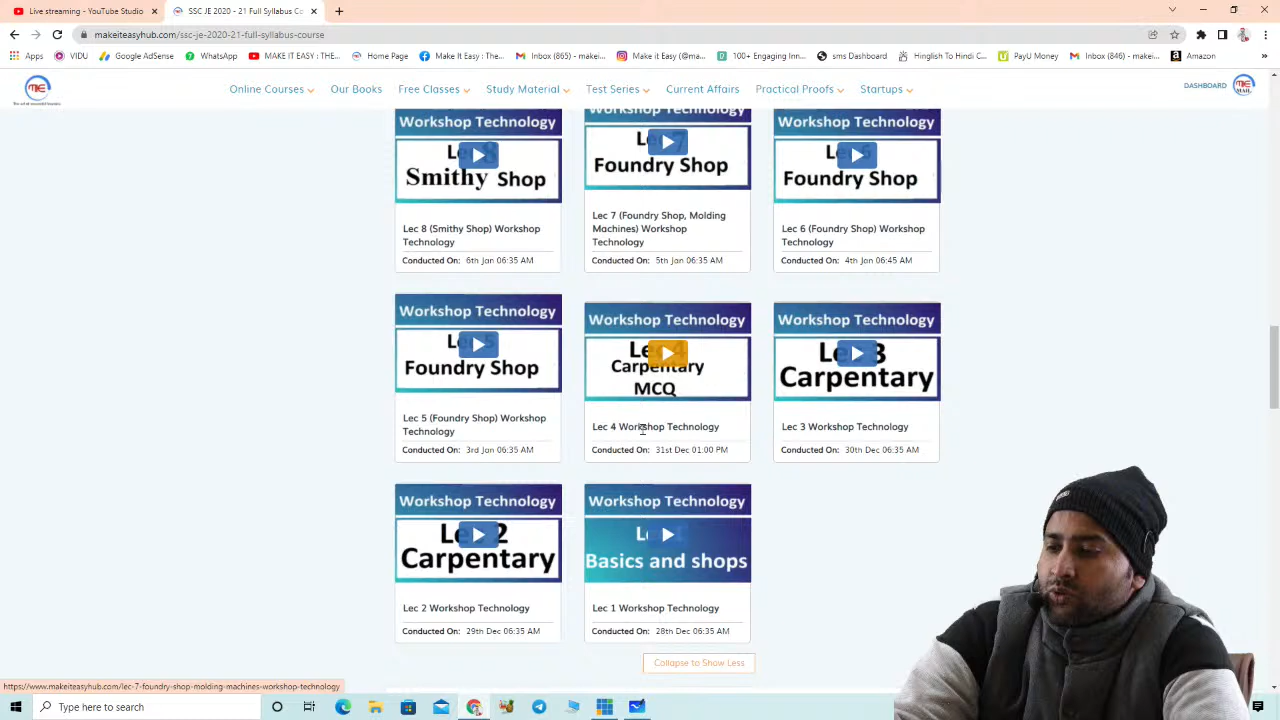 Live streaming - YouTube Studio
SSC JE-2020 - 21 Full Syllabus Co
makeiteasyhub.com/ssc-je-2020-21-full-syllabus-course
Apps VIDU Google AdSense WhatsApp MAKE IT EASY : THE... Home Page Make It Easy : The... Inbox (865) - makei... Make it Easy (@ma... 100+ Engaging Inn... sms Dashboard Hinglish To Hindi C... PayU Money Inbox (846) - makei... Amazon
ME
Online Courses Our Books Free Classes Study Material Test Series Current Affairs Practical Proofs Startups DASHBOARD ME MAIL
Workshop Technology Workshop Technology Workshop Technology
Smithy Shop Foundry Shop Foundry Shop
Lec 8 (Smithy Shop) Workshop Technology
Conducted On: 6th Jan 06:35 AM
Lec 7 (Foundry Shop, Molding Machines) Workshop Technology
Conducted On: 5th Jan 06:35 AM
Lec 6 (Foundry Shop) Workshop Technology
Conducted On: 4th Jan 06:45 AM
Workshop Technology Workshop Technology Workshop Technology
Foundry Shop
Carpentary
MCQ
Carpentary
Lec 5 (Foundry Shop) Workshop Technology
Conducted On: 3rd Jan 06:35 AM
Lec 4 Workshop Technology
Conducted On: 31st Dec 01:00 PM
Lec 3 Workshop Technology
Conducted On: 30th Dec 06:35 AM
Workshop Technology Workshop Technology
Carpentary Basics and shops
Lec 2 Workshop Technology
Conducted On: 29th Dec 06:35 AM
Lec 1 Workshop Technology
Conducted On: 28th Dec 06:35 AM
Collapse to Show Less
https://www.makeiteasyhub.com/lec-7-foundry-shop-molding-machines-workshop-technology
Type here to search